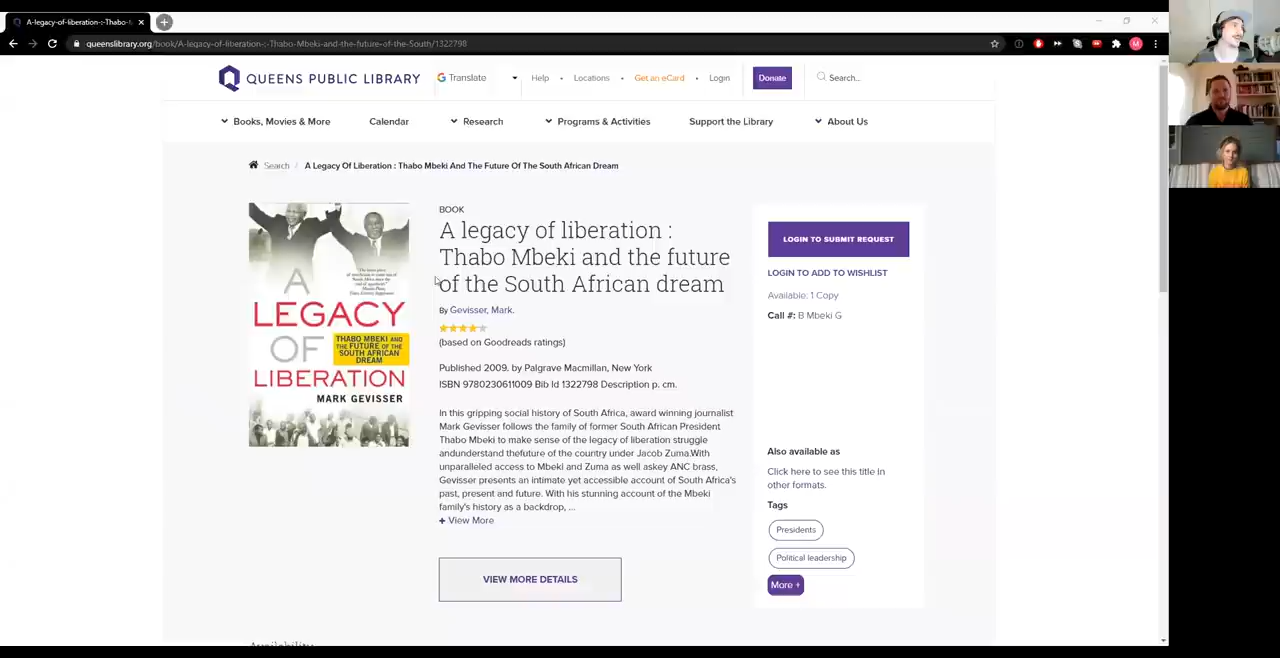 A-legacy-of-liberation-:-Thabo-
queenslibrary.org/book/A-legacy-of-liberation-:-Thabo-Mbeki-and-the-future-of-the-South/1322798
M
QUEENS PUBLIC LIBRARY
Translate
Help
Locations
Get an eCard
Login
Donate
Search...
Books, Movies & More
Calendar
Research
Programs & Activities
Support the Library
About Us
Search / A Legacy Of Liberation : Thabo Mbeki And The Future Of The South African Dream
A
LEGACY
OF
THABO MBEKI AND
THE FUTURE OF THE
SOUTH AFRICAN
DREAM
LIBERATION
MARK GEVISSER
BOOK
A legacy of liberation :
Thabo Mbeki and the future
of the South African dream
By Gevisser, Mark.
(based on Goodreads ratings)
Published 2009. by Palgrave Macmillan, New York
ISBN 9780230611009 Bib Id 1322798 Description p. cm.
In this gripping social history of South Africa, award winning journalist
Mark Gevisser follows the family of former South African President
Thabo Mbeki to make sense of the legacy of liberation struggle
andunderstand thefuture of the country under Jacob Zuma.With
unparalleled access to Mbeki and Zuma as well askey ANC brass,
Gevisser presents an intimate yet accessible account of South Africa's
past, present and future. With his stunning account of the Mbeki
family's history as a backdrop, ...
+ View More
VIEW MORE DETAILS
LOGIN TO SUBMIT REQUEST
LOGIN TO ADD TO WISHLIST
Available: 1 Copy
Call #: B Mbeki G
Also available as
Click here to see this title in
other formats.
Tags
Presidents
Political leadership
More +
Availability